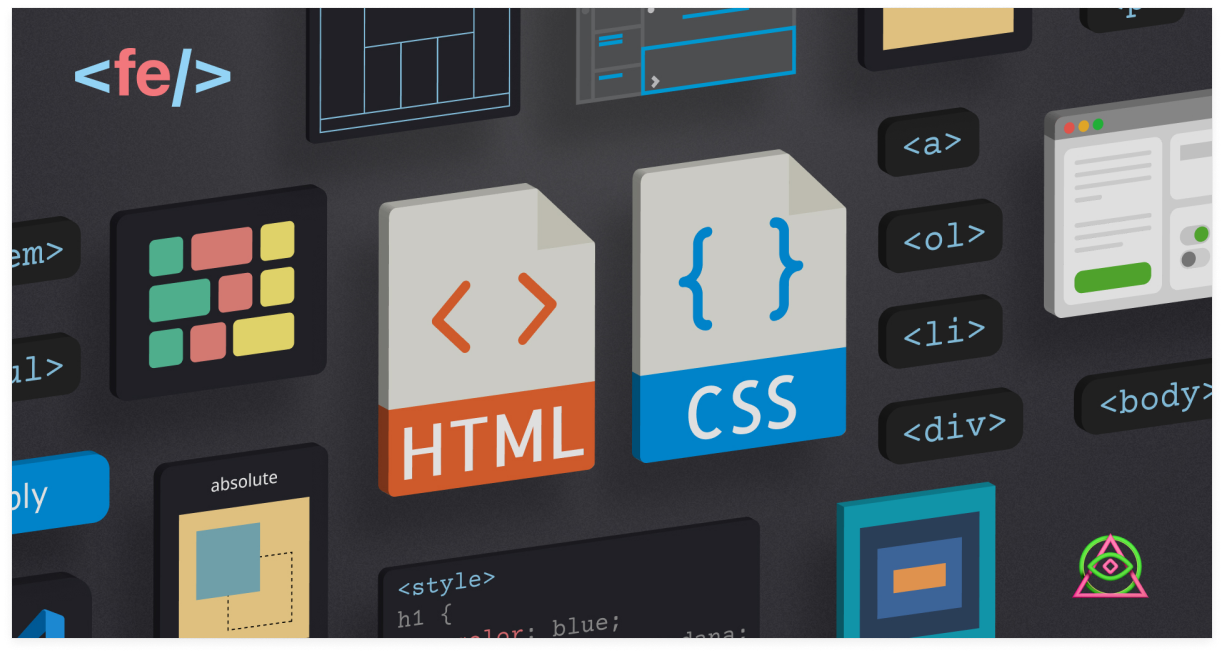 <fe/>
<a>
em>
<ol>
ul>
<li>
<body>
<div>
HTML
CSS
absolute
ply
<style>
h1 {
color: blue;